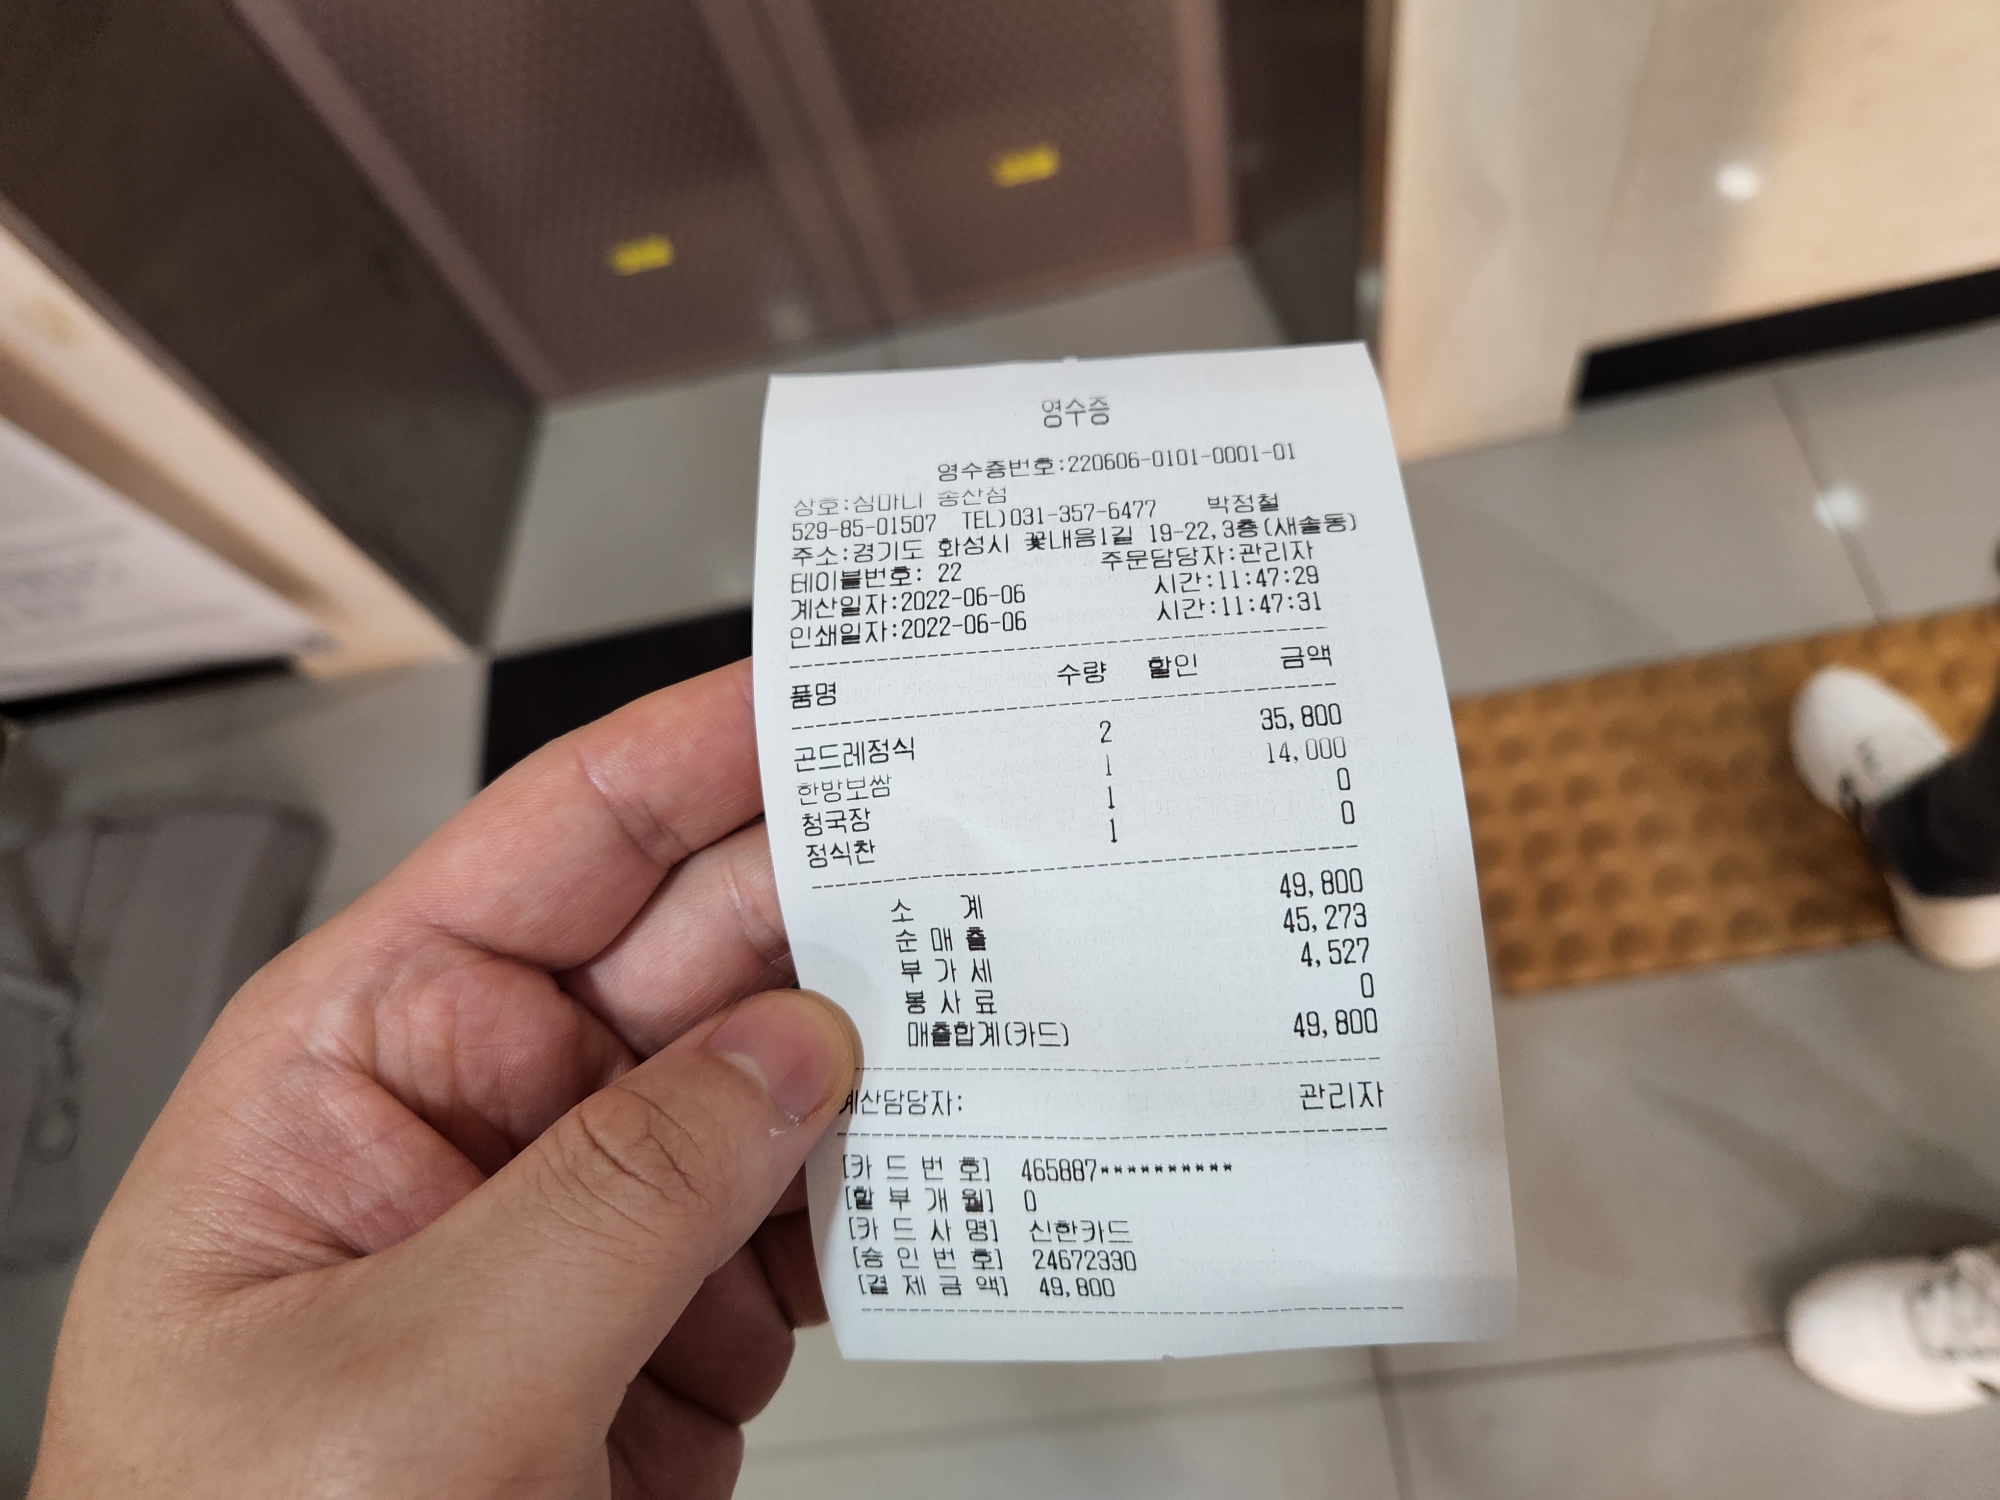 영수증
영수증번호:220606-0101-0001-01
상호:심마니 송산점
529-85-01507 TEL)031-357-6477 박정철
주소:경기도 화성시 꽃내음1길 19-22,3층(새솔동)
테이블번호: 22 주문담당자:관리자
계산일자:2022-06-06 시간:11:47:29
인쇄일자:2022-06-06 시간:11:47:31
품명 수량 할인 금액
곤드레정식 2 35,800
한방보쌈 1 14,000
청국장 1 0
정식찬 1 0
소 계 49,800
순 매 출 45,273
부 가 세 4,527
봉 사 료 0
매출합계(카드) 49,800
계산담당자: 관리자
[카 드 번 호] 465887**********
[할 부 개 월] 0
[카 드 사 명] 신한카드
[승 인 번 호] 24672330
[결 제 금 액] 49,800